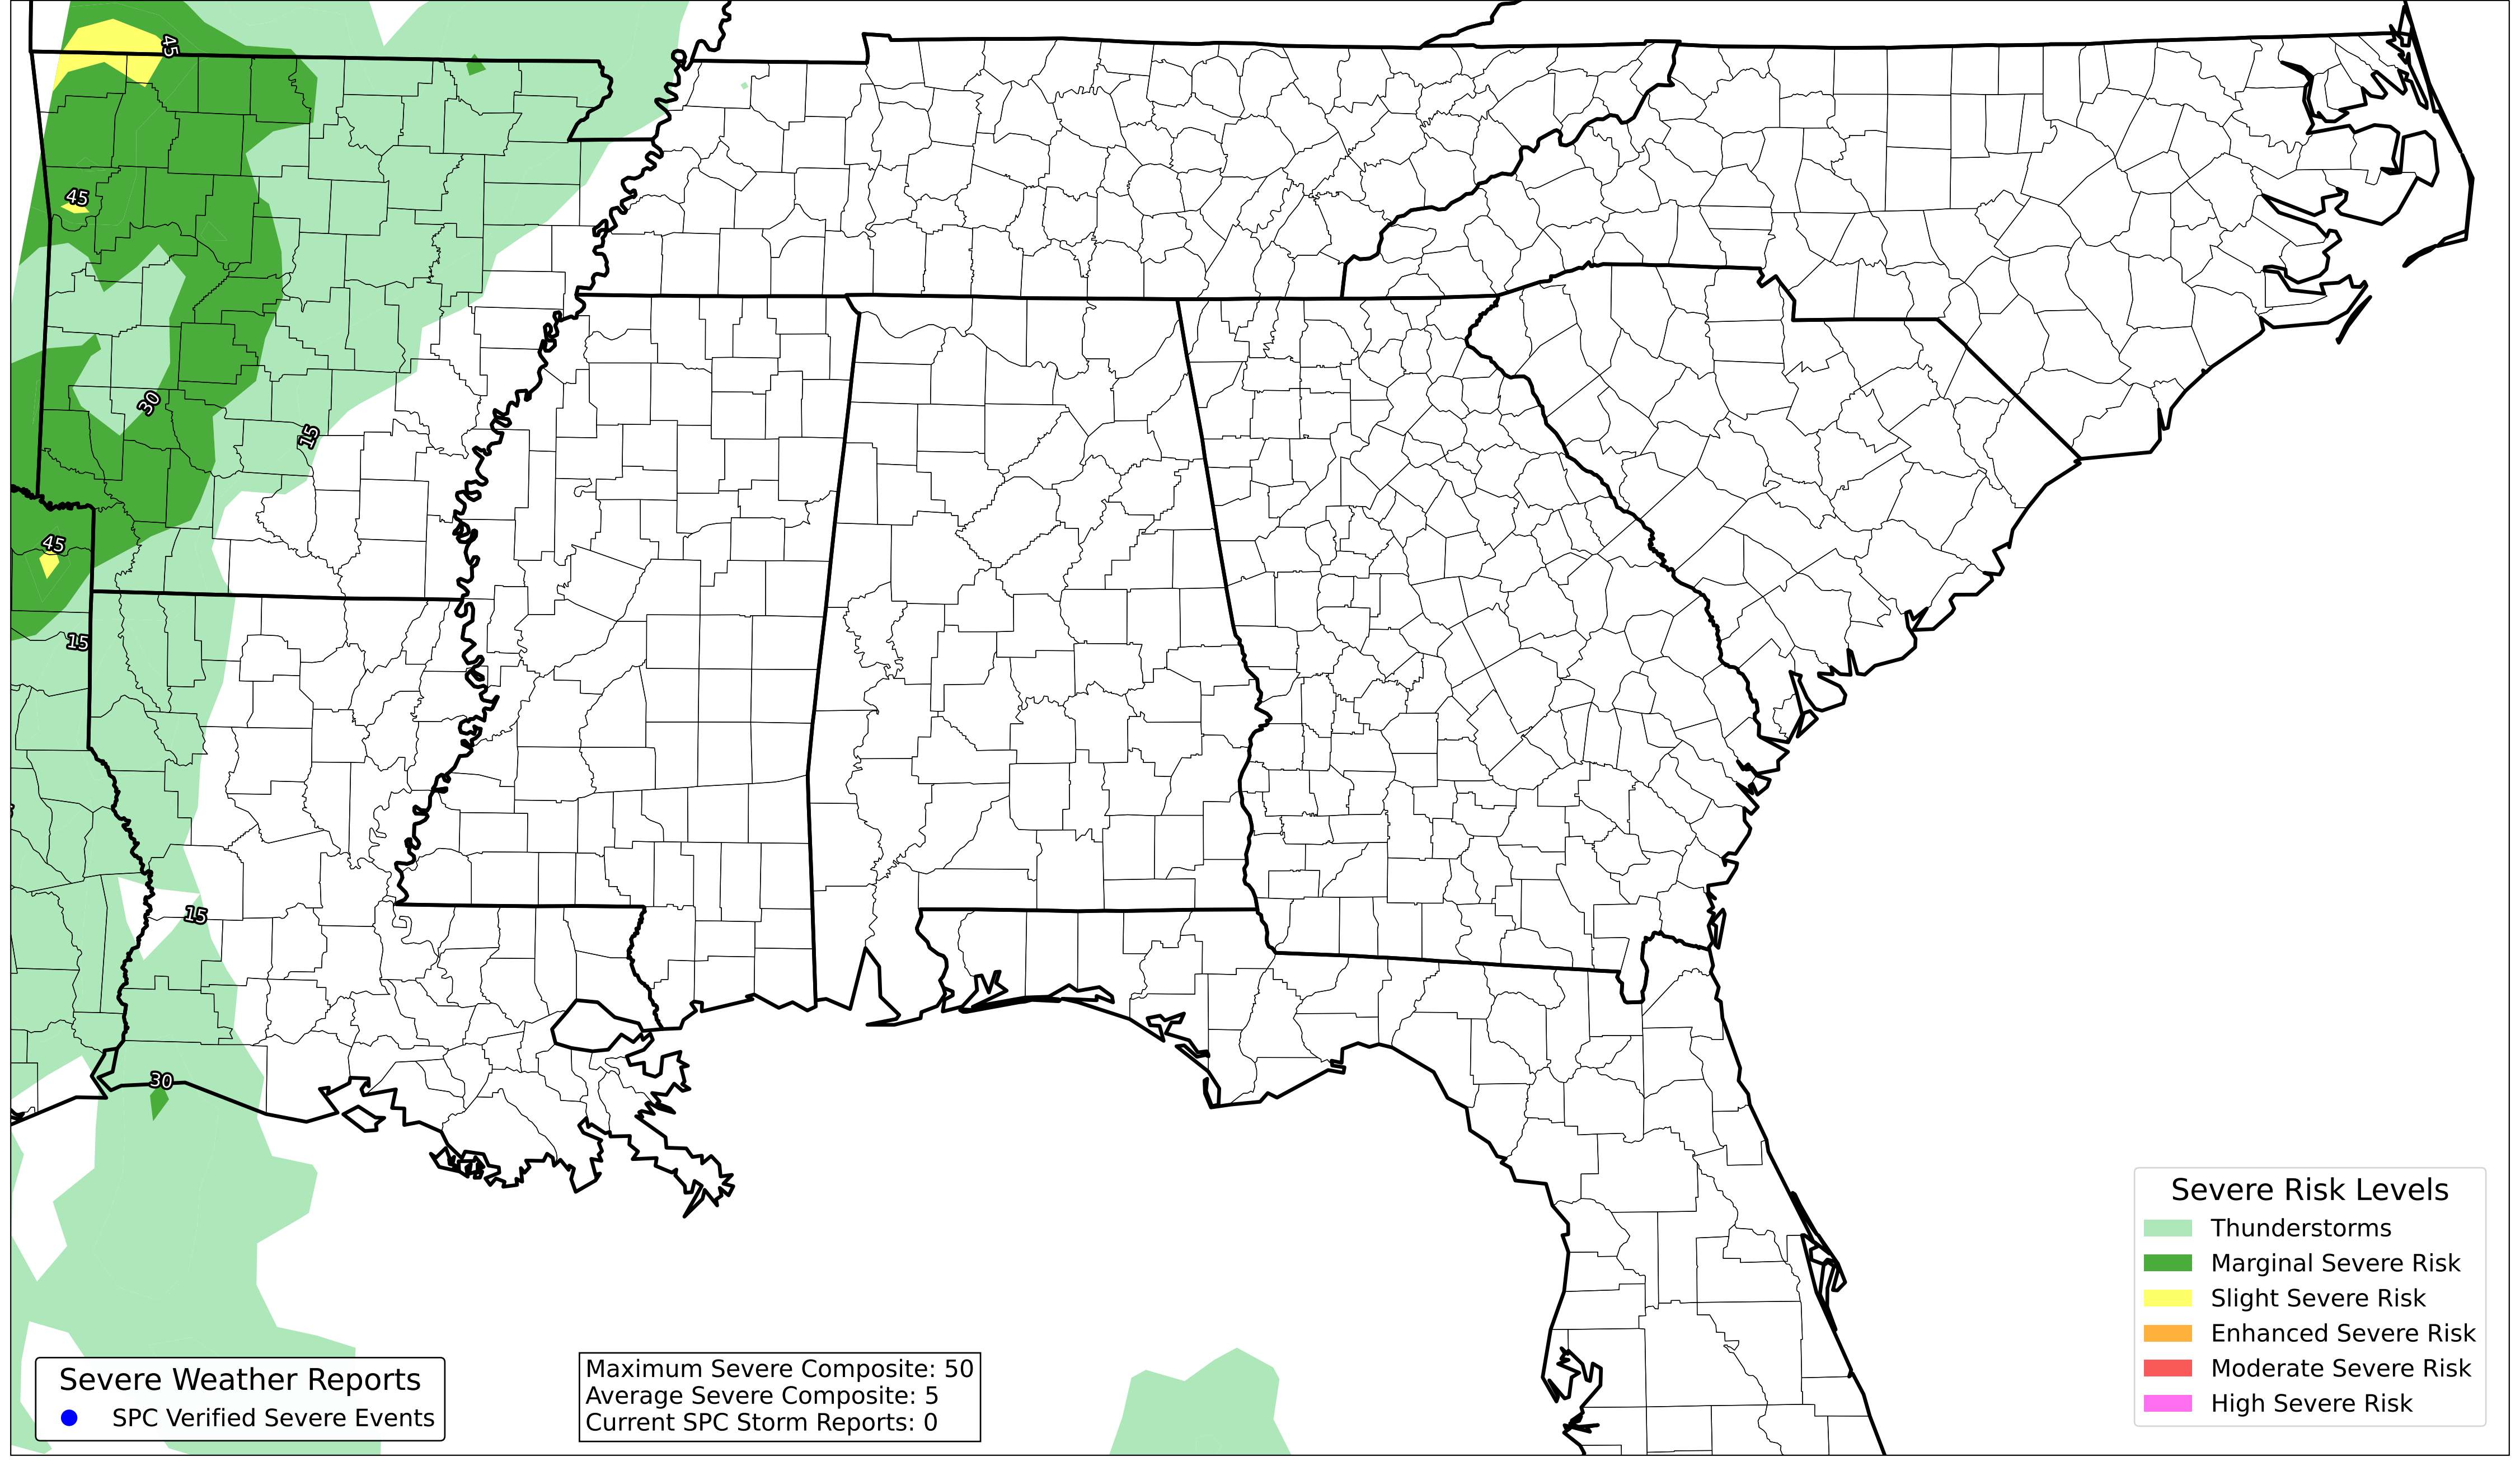 45
45
30
15
45
15
15
30
Severe Risk Levels
Thunderstorms
Marginal Severe Risk
Slight Severe Risk
Enhanced Severe Risk
Moderate Severe Risk
High Severe Risk
Severe Weather Reports
SPC Verified Severe Events
Maximum Severe Composite: 50
Average Severe Composite: 5
Current SPC Storm Reports: 0